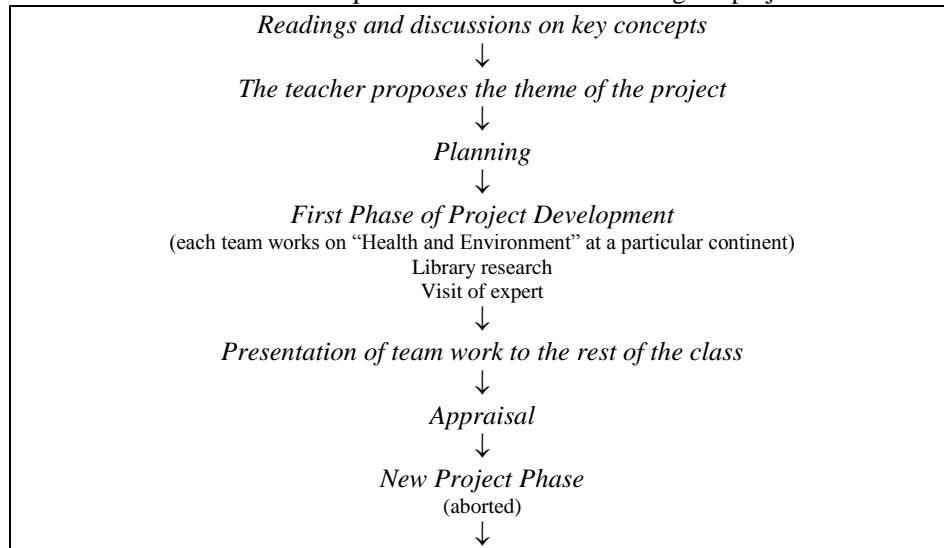 Readings and discussions on key concepts
↓
The teacher proposes the theme of the project
↓
Planning
↓
First Phase of Project Development
(each team works on “Health and Environment” at a particular continent)
Library research
Visit of expert
↓
Presentation of team work to the rest of the class
↓
Appraisal
↓
New Project Phase
(aborted)
↓